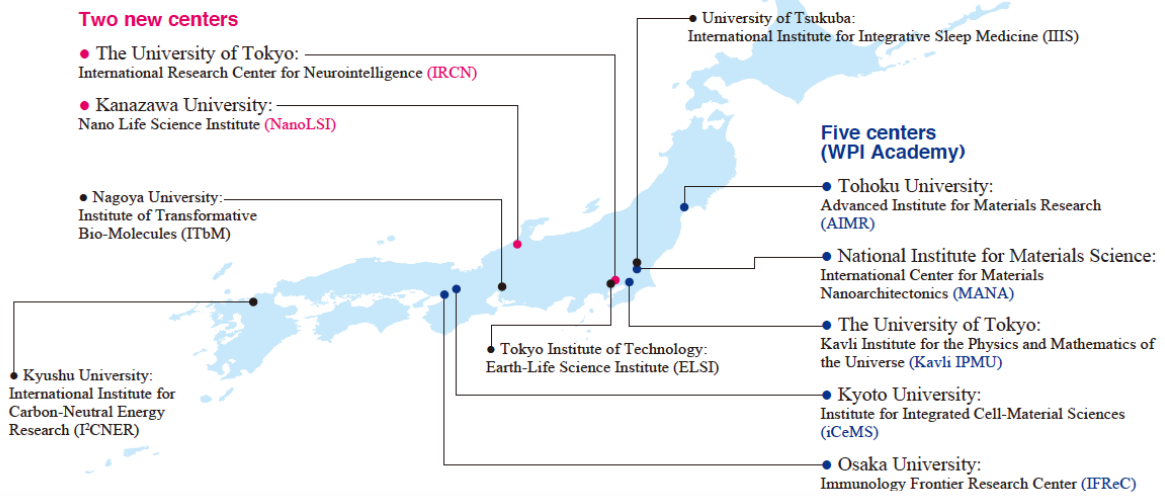 Two new centers
● The University of Tokyo:
International Research Center for Neurointelligence (IRCN)
● Kanazawa University:
Nano Life Science Institute (NanoLSI)
● Nagoya University:
Institute of Transformative
Bio-Molecules (ITbM)
● Kyushu University:
International Institute for
Carbon-Neutral Energy
Research (I²CNER)
● Tokyo Institute of Technology:
Earth-Life Science Institute (ELSI)
● University of Tsukuba:
International Institute for Integrative Sleep Medicine (IIIS)
Five centers
(WPI Academy)
● Tohoku University:
Advanced Institute for Materials Research
(AIMR)
● National Institute for Materials Science:
International Center for Materials
Nanoarchitectonics (MANA)
● The University of Tokyo:
Kavli Institute for the Physics and Mathematics of
the Universe (Kavli IPMU)
● Kyoto University:
Institute for Integrated Cell-Material Sciences
(iCeMS)
● Osaka University:
Immunology Frontier Research Center (IFReC)